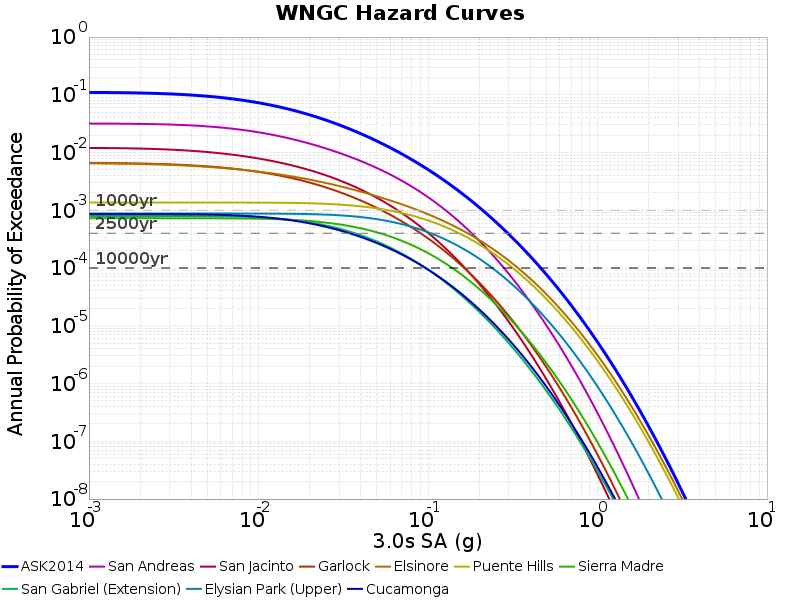 WNGC Hazard Curves
10^0
10^-1
10^-2
10^-3
10^-4
10^-5
10^-6
10^-7
10^-8
Annual Probability of Exceedance
1000yr
2500yr
10000yr
10^-3 10^-2 10^-1 10^0 10^1
3.0s SA (g)
ASK2014 San Andreas San Jacinto Garlock Elsinore Puente Hills Sierra Madre
San Gabriel (Extension) Elysian Park (Upper) Cucamonga